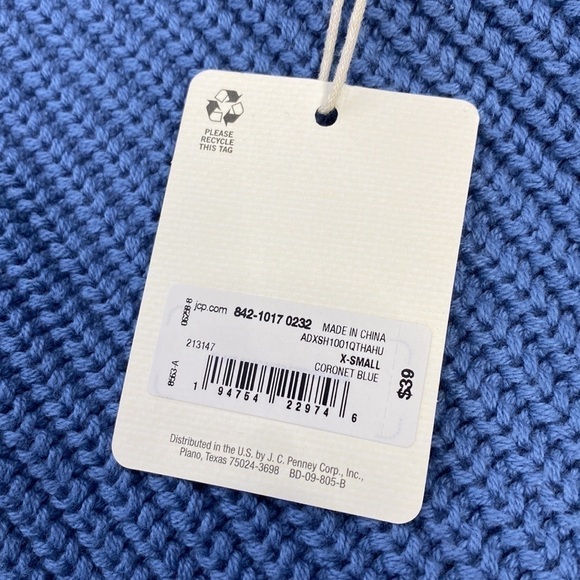 PLEASE
RECYCLE
THIS TAG
jcp.com 842-1017 0232 MADE IN CHINA
ADXSH1001QTHAHU
213147 X-SMALL
CORONET BLUE
$39
1 94754 22974 6
Distributed in the U.S. by J. C. Penney Corp., Inc.,
Plano, Texas 75024-3698 BD-09-805-B